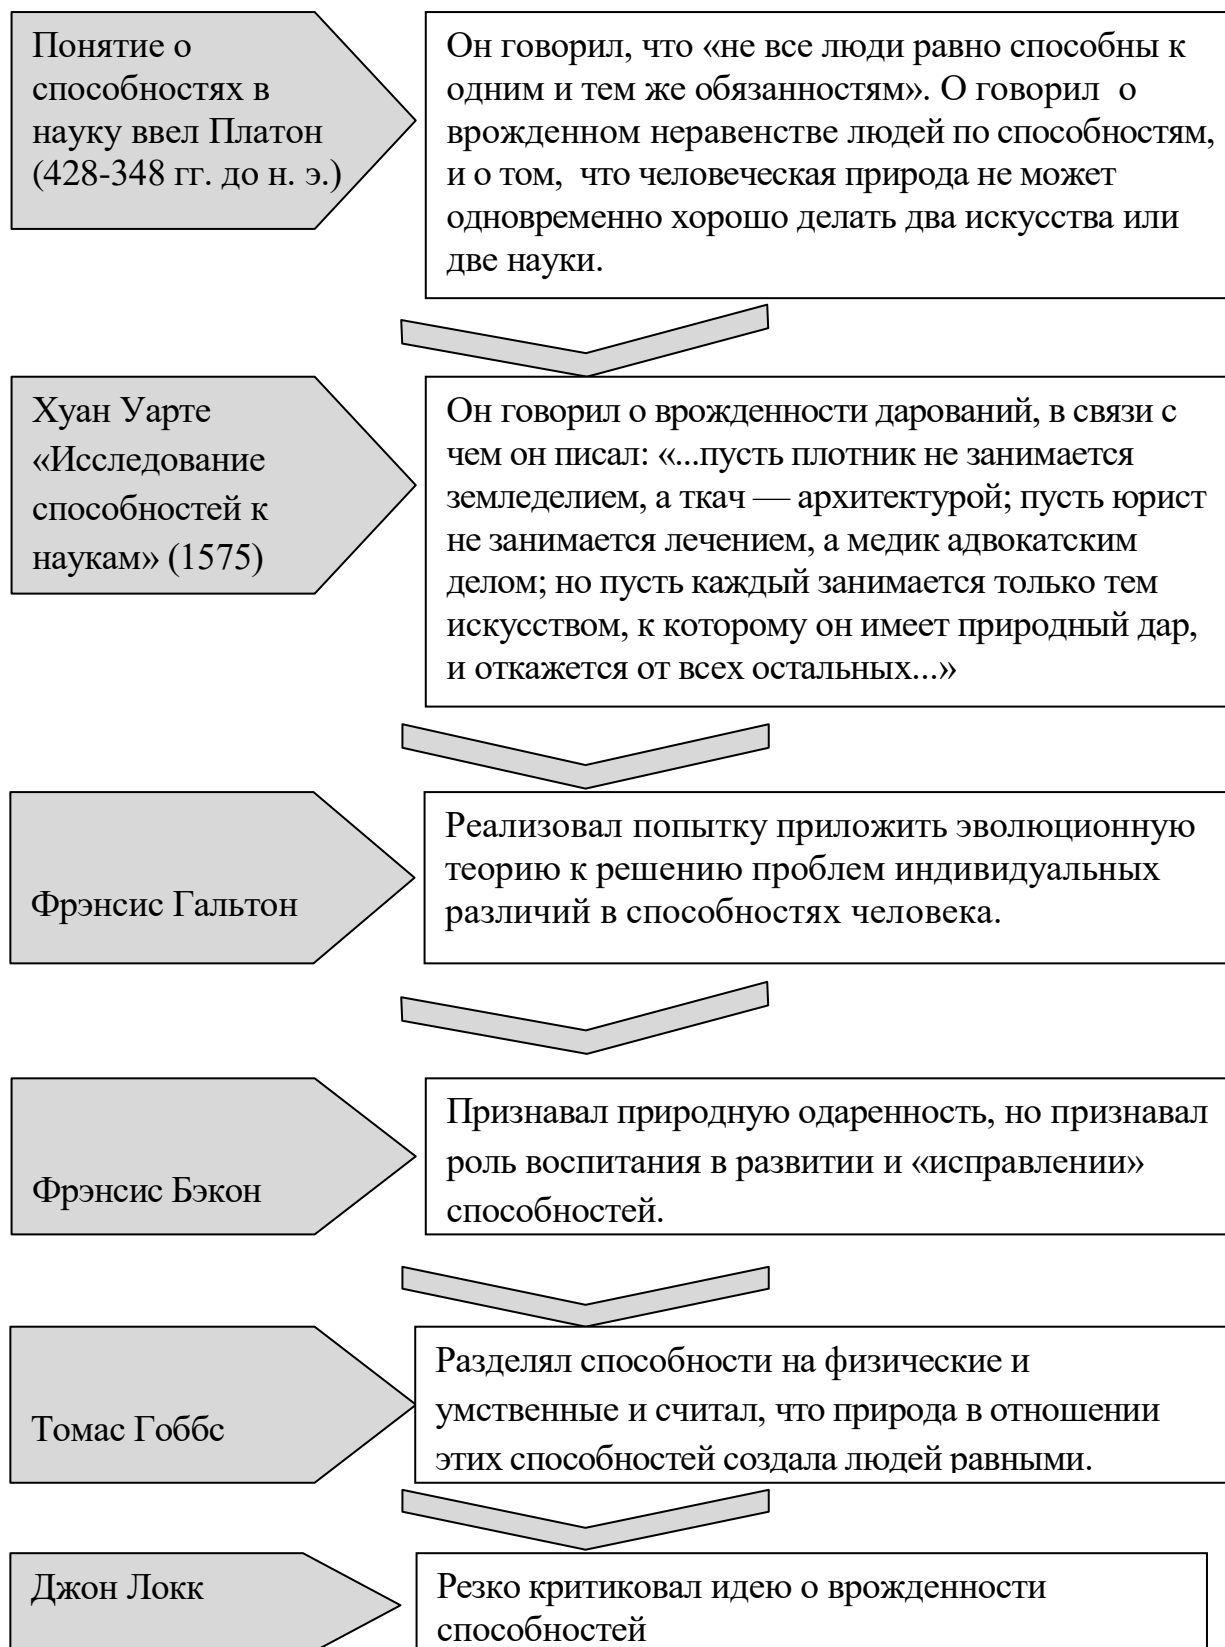 Понятие о
способностях в
науку ввел Платон
(428-348 гг. до н. э.)
Он говорил, что «не все люди равно способны к
одним и тем же обязанностям». О говорил о
врожденном неравенстве людей по способностям,
и о том, что человеческая природа не может
одновременно хорошо делать два искусства или
две науки.
Хуан Уарте
«Исследование
способностей к
наукам» (1575)
Он говорил о врожденности дарований, в связи с
чем он писал: «...пусть плотник не занимается
земледелием, а ткач — архитектурой; пусть юрист
не занимается лечением, а медик адвокатским
делом; но пусть каждый занимается только тем
искусством, к которому он имеет природный дар,
и откажется от всех остальных...»
Фрэнсис Гальтон
Реализовал попытку приложить эволюционную
теорию к решению проблем индивидуальных
различий в способностях человека.
Фрэнсис Бэкон
Признавал природную одаренность, но признавал
роль воспитания в развитии и «исправлении»
способностей.
Томас Гоббс
Разделял способности на физические и
умственные и считал, что природа в отношении
этих способностей создала людей равными.
Джон Локк
Резко критиковал идею о врожденности
способностей